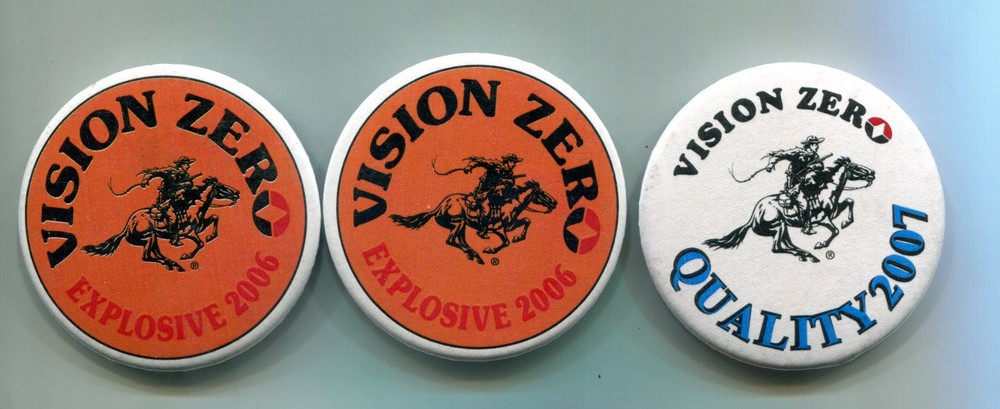 VISION ZERO
®
EXPLOSIVE 2006
VISION ZERO
®
EXPLOSIVE 2006
VISION ZERO
®
QUALITY 2007